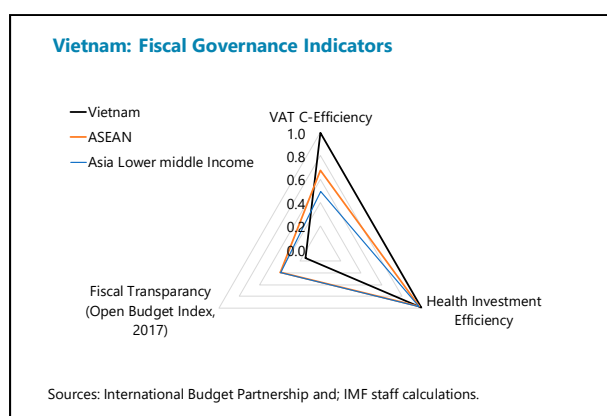 Vietnam: Fiscal Governance Indicators
Vietnam
ASEAN
Asia Lower middle Income
VAT C-Efficiency
1.0
0.8
0.6
0.4
0.2
0.0
Health Investment
Efficiency
Fiscal Transparancy
(Open Budget Index,
2017)
Sources: International Budget Partnership and; IMF staff calculations.